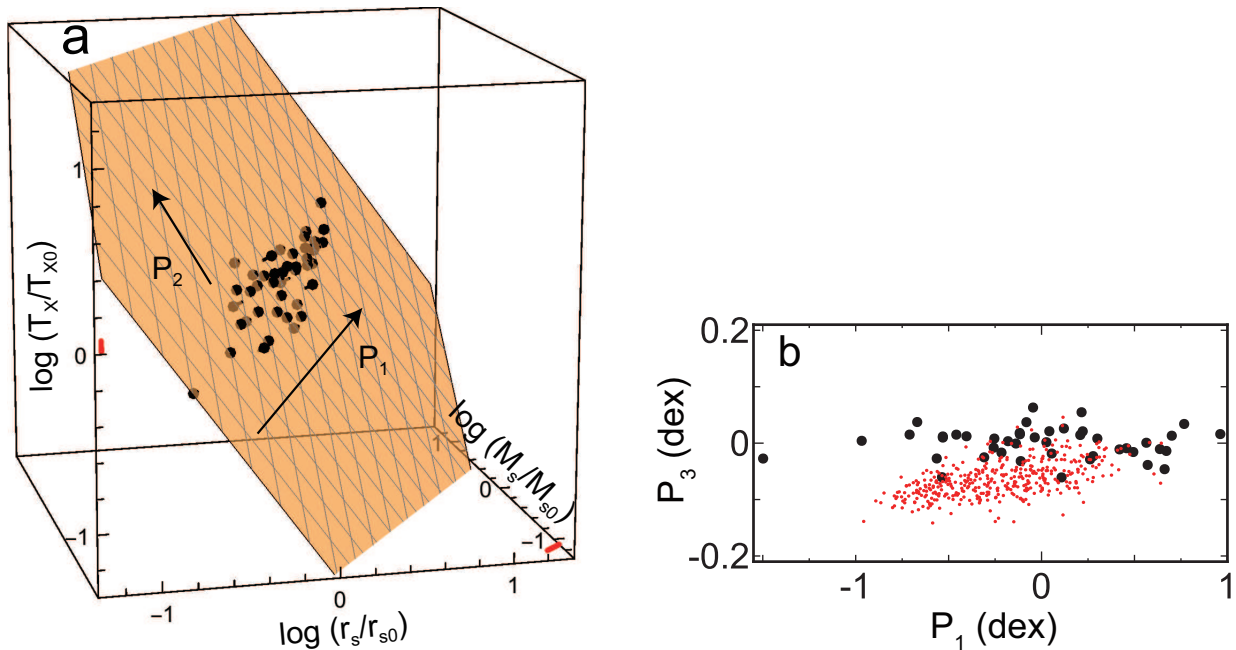 a
1
0
−1
log (T_X/T_X0)
P_2
P_1
−1
0
1
log (r_s/r_s0)
1
0
−1
log (M_s/M_s0)
b
0.2
0
-0.2
P_3 (dex)
-1
0
1
P_1 (dex)